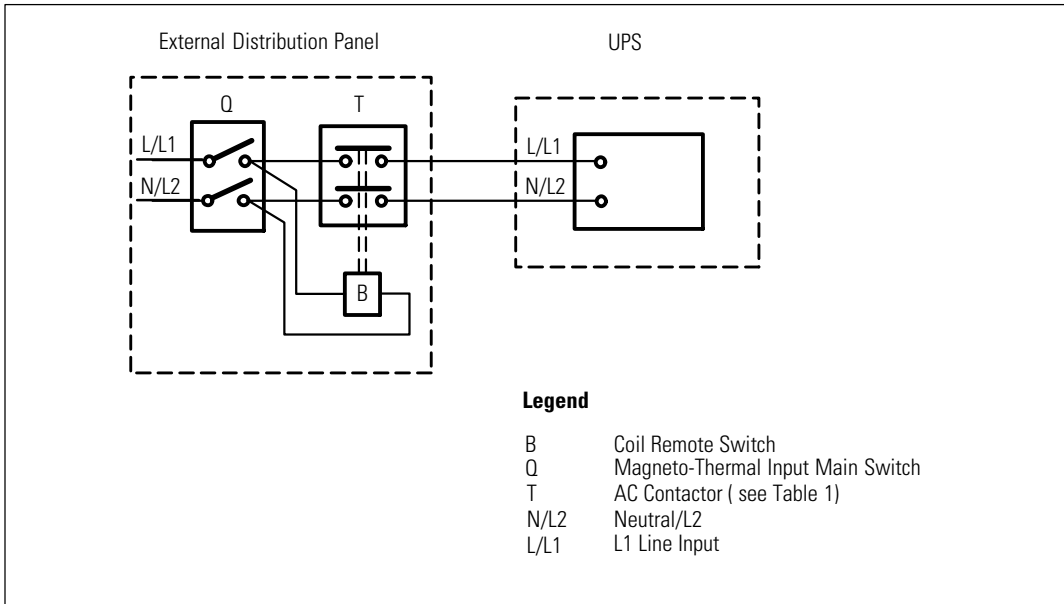 External Distribution Panel
UPS
Q
T
L/L1
N/L2
L/L1
N/L2
B
Legend
B Coil Remote Switch
Q Magneto-Thermal Input Main Switch
T AC Contactor ( see Table 1)
N/L2 Neutral/L2
L/L1 L1 Line Input